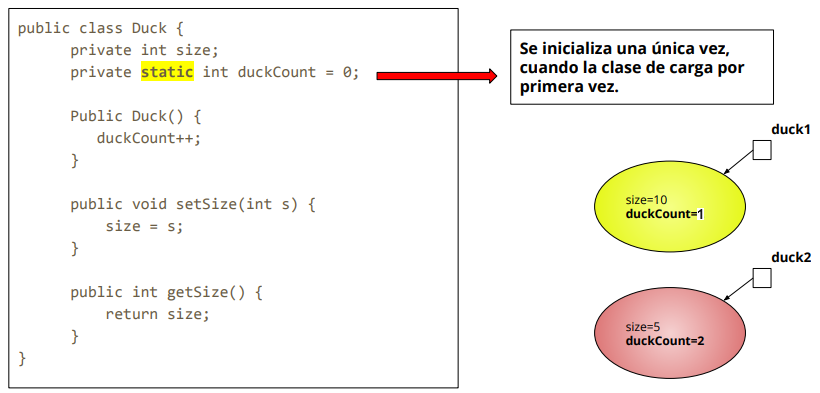 public class Duck {
private int size;
private static int duckCount = 0;
Public Duck() {
duckCount++;
}
public void setSize(int s) {
size = s;
}
public int getSize() {
return size;
}
}
Se inicializa una única vez,
cuando la clase de carga por
primera vez.
duck1
size=10
duckCount=1
duck2
size=5
duckCount=2